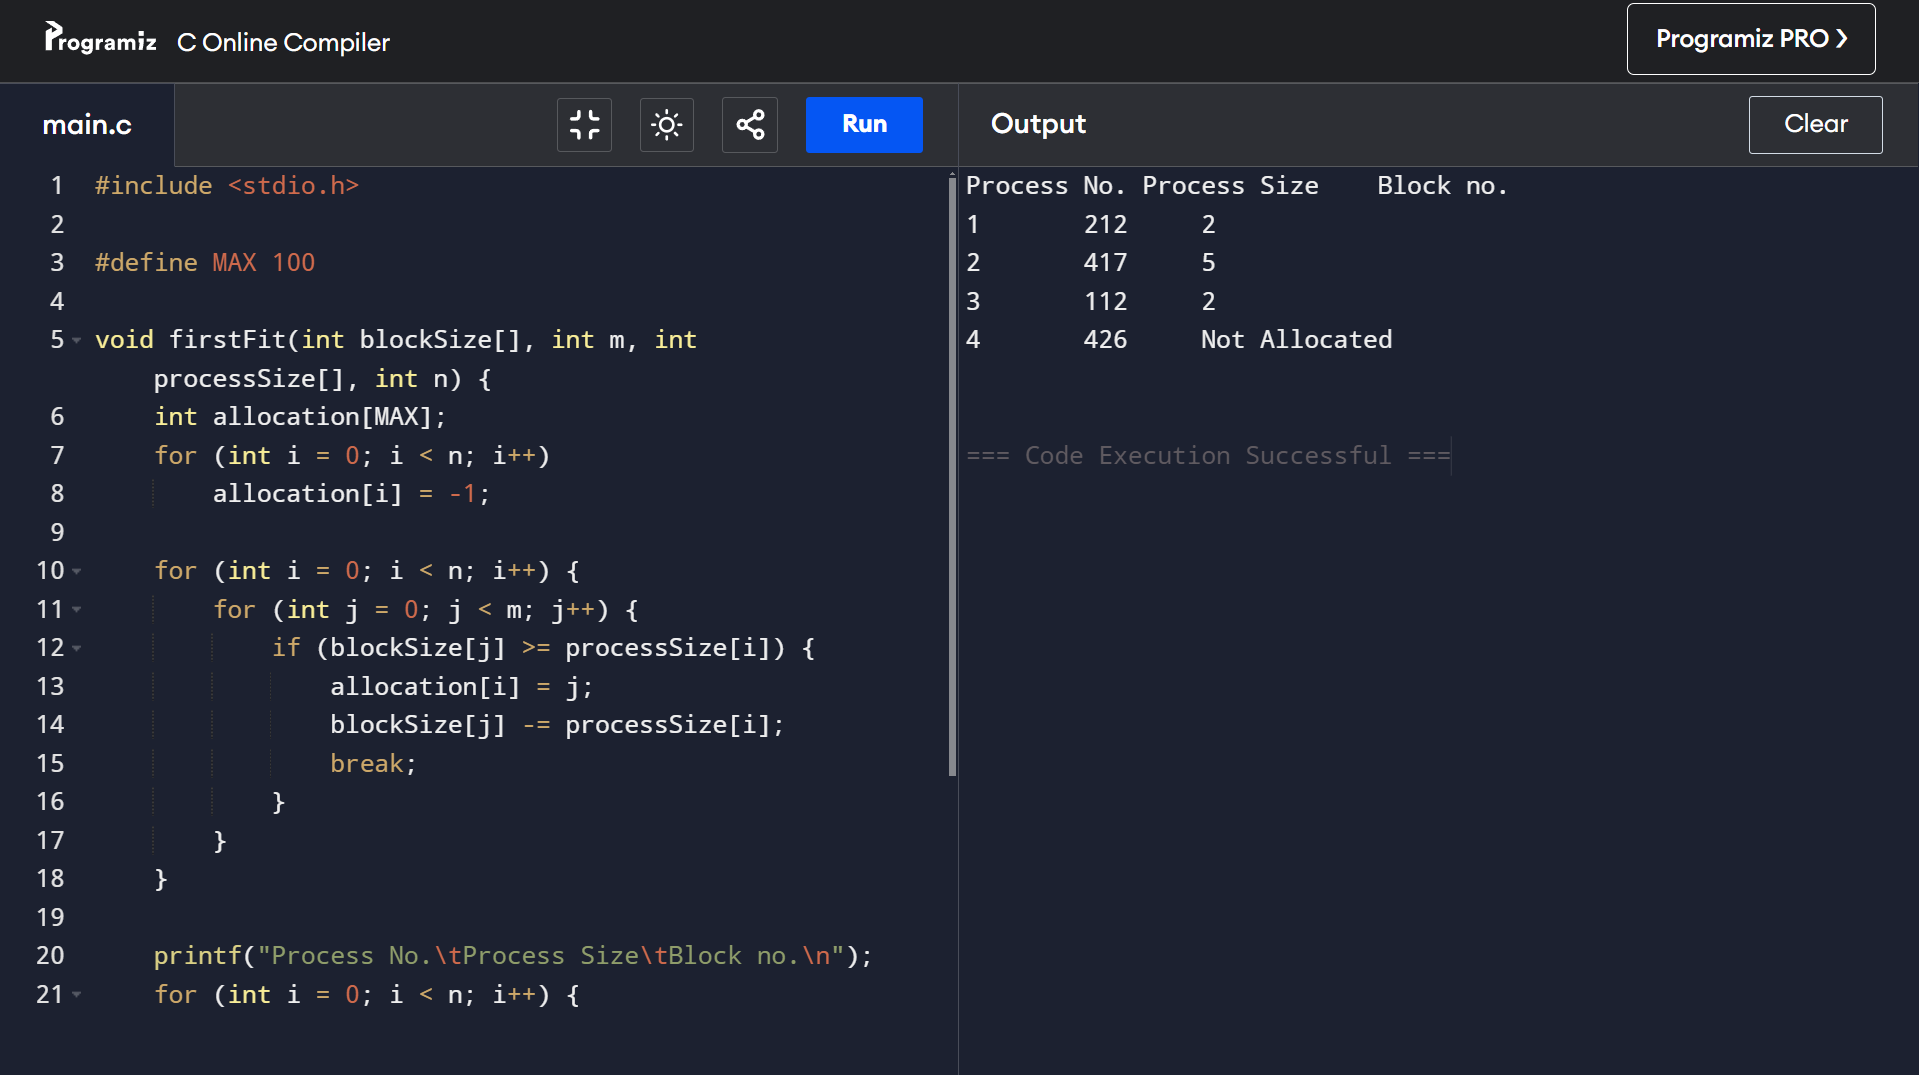 Programiz C Online Compiler Programiz PRO ❯
main.c Run Output Clear
1 #include <stdio.h>
2
3 #define MAX 100
4
5 void firstFit(int blockSize[], int m, int
processSize[], int n) {
6 int allocation[MAX];
7 for (int i = 0; i < n; i++)
8 allocation[i] = -1;
9
10 for (int i = 0; i < n; i++) {
11 for (int j = 0; j < m; j++) {
12 if (blockSize[j] >= processSize[i]) {
13 allocation[i] = j;
14 blockSize[j] -= processSize[i];
15 break;
16 }
17 }
18 }
19
20 printf("Process No.\tProcess Size\tBlock no.\n");
21 for (int i = 0; i < n; i++) {
Process No. Process Size Block no.
1 212 2
2 417 5
3 112 2
4 426 Not Allocated
=== Code Execution Successful ===